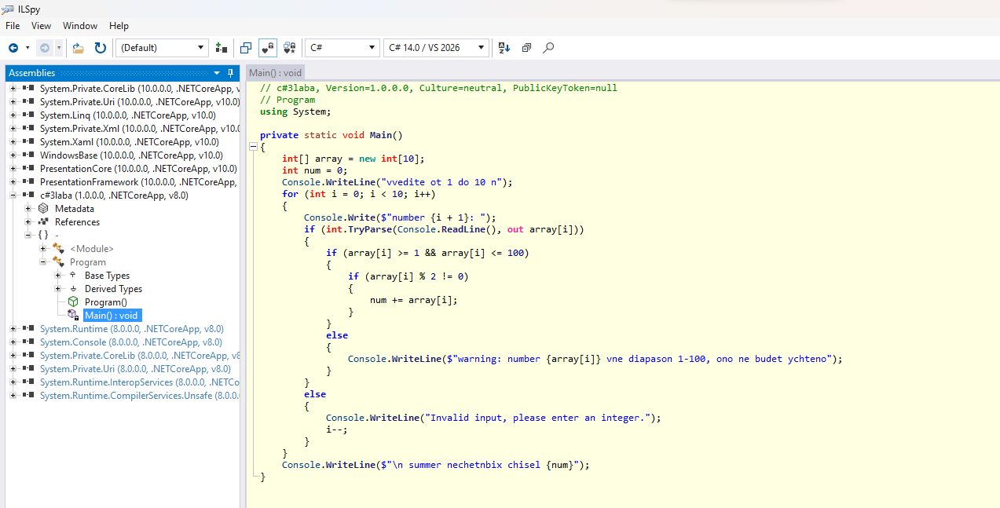 ILSpy
File View Window Help
(Default) C# C# 14.0 / VS 2026
Assemblies
System.Private.CoreLib (10.0.0.0, .NETCoreApp, v
System.Private.Uri (10.0.0.0, .NETCoreApp, v10.0)
System.Linq (10.0.0.0, .NETCoreApp, v10.0)
System.Private.Xml (10.0.0.0, .NETCoreApp, v10.0
System.Xaml (10.0.0.0, .NETCoreApp, v10.0)
WindowsBase (10.0.0.0, .NETCoreApp, v10.0)
PresentationCore (10.0.0.0, .NETCoreApp, v10.0)
PresentationFramework (10.0.0.0, .NETCoreApp,
c#3laba (1.0.0.0, .NETCoreApp, v8.0)
Metadata
References
{ } -
<Module>
Program
Base Types
Derived Types
Program()
Main() : void
System.Runtime (8.0.0.0, .NETCoreApp, v8.0)
System.Console (8.0.0.0, .NETCoreApp, v8.0)
System.Private.CoreLib (8.0.0.0, .NETCoreApp, v8
System.Private.Uri (8.0.0.0, .NETCoreApp, v8.0)
System.Runtime.InteropServices (8.0.0.0, .NETCo
System.Runtime.CompilerServices.Unsafe (8.0.0.
Main() : void
// c#3laba, Version=1.0.0.0, Culture=neutral, PublicKeyToken=null
// Program
using System;
private static void Main()
{
int[] array = new int[10];
int num = 0;
Console.WriteLine("vvedite ot 1 do 10 n");
for (int i = 0; i < 10; i++)
{
Console.Write($"number {i + 1}: ");
if (int.TryParse(Console.ReadLine(), out array[i]))
{
if (array[i] >= 1 && array[i] <= 100)
{
if (array[i] % 2 != 0)
{
num += array[i];
}
}
else
{
Console.WriteLine($"warning: number {array[i]} vne diapason 1-100, ono ne budet ychteno");
}
}
else
{
Console.WriteLine("Invalid input, please enter an integer.");
i--;
}
}
Console.WriteLine($"\n summer nechetnbix chisel {num}");
}